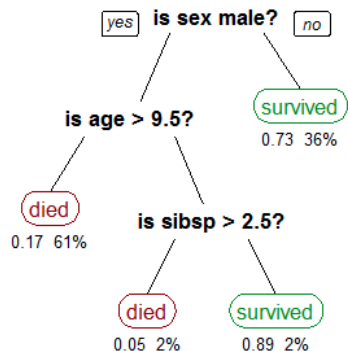 yes is sex male? no
survived
0.73 36%
is age > 9.5?
died
0.17 61%
is sibsp > 2.5?
died survived
0.05 2% 0.89 2%